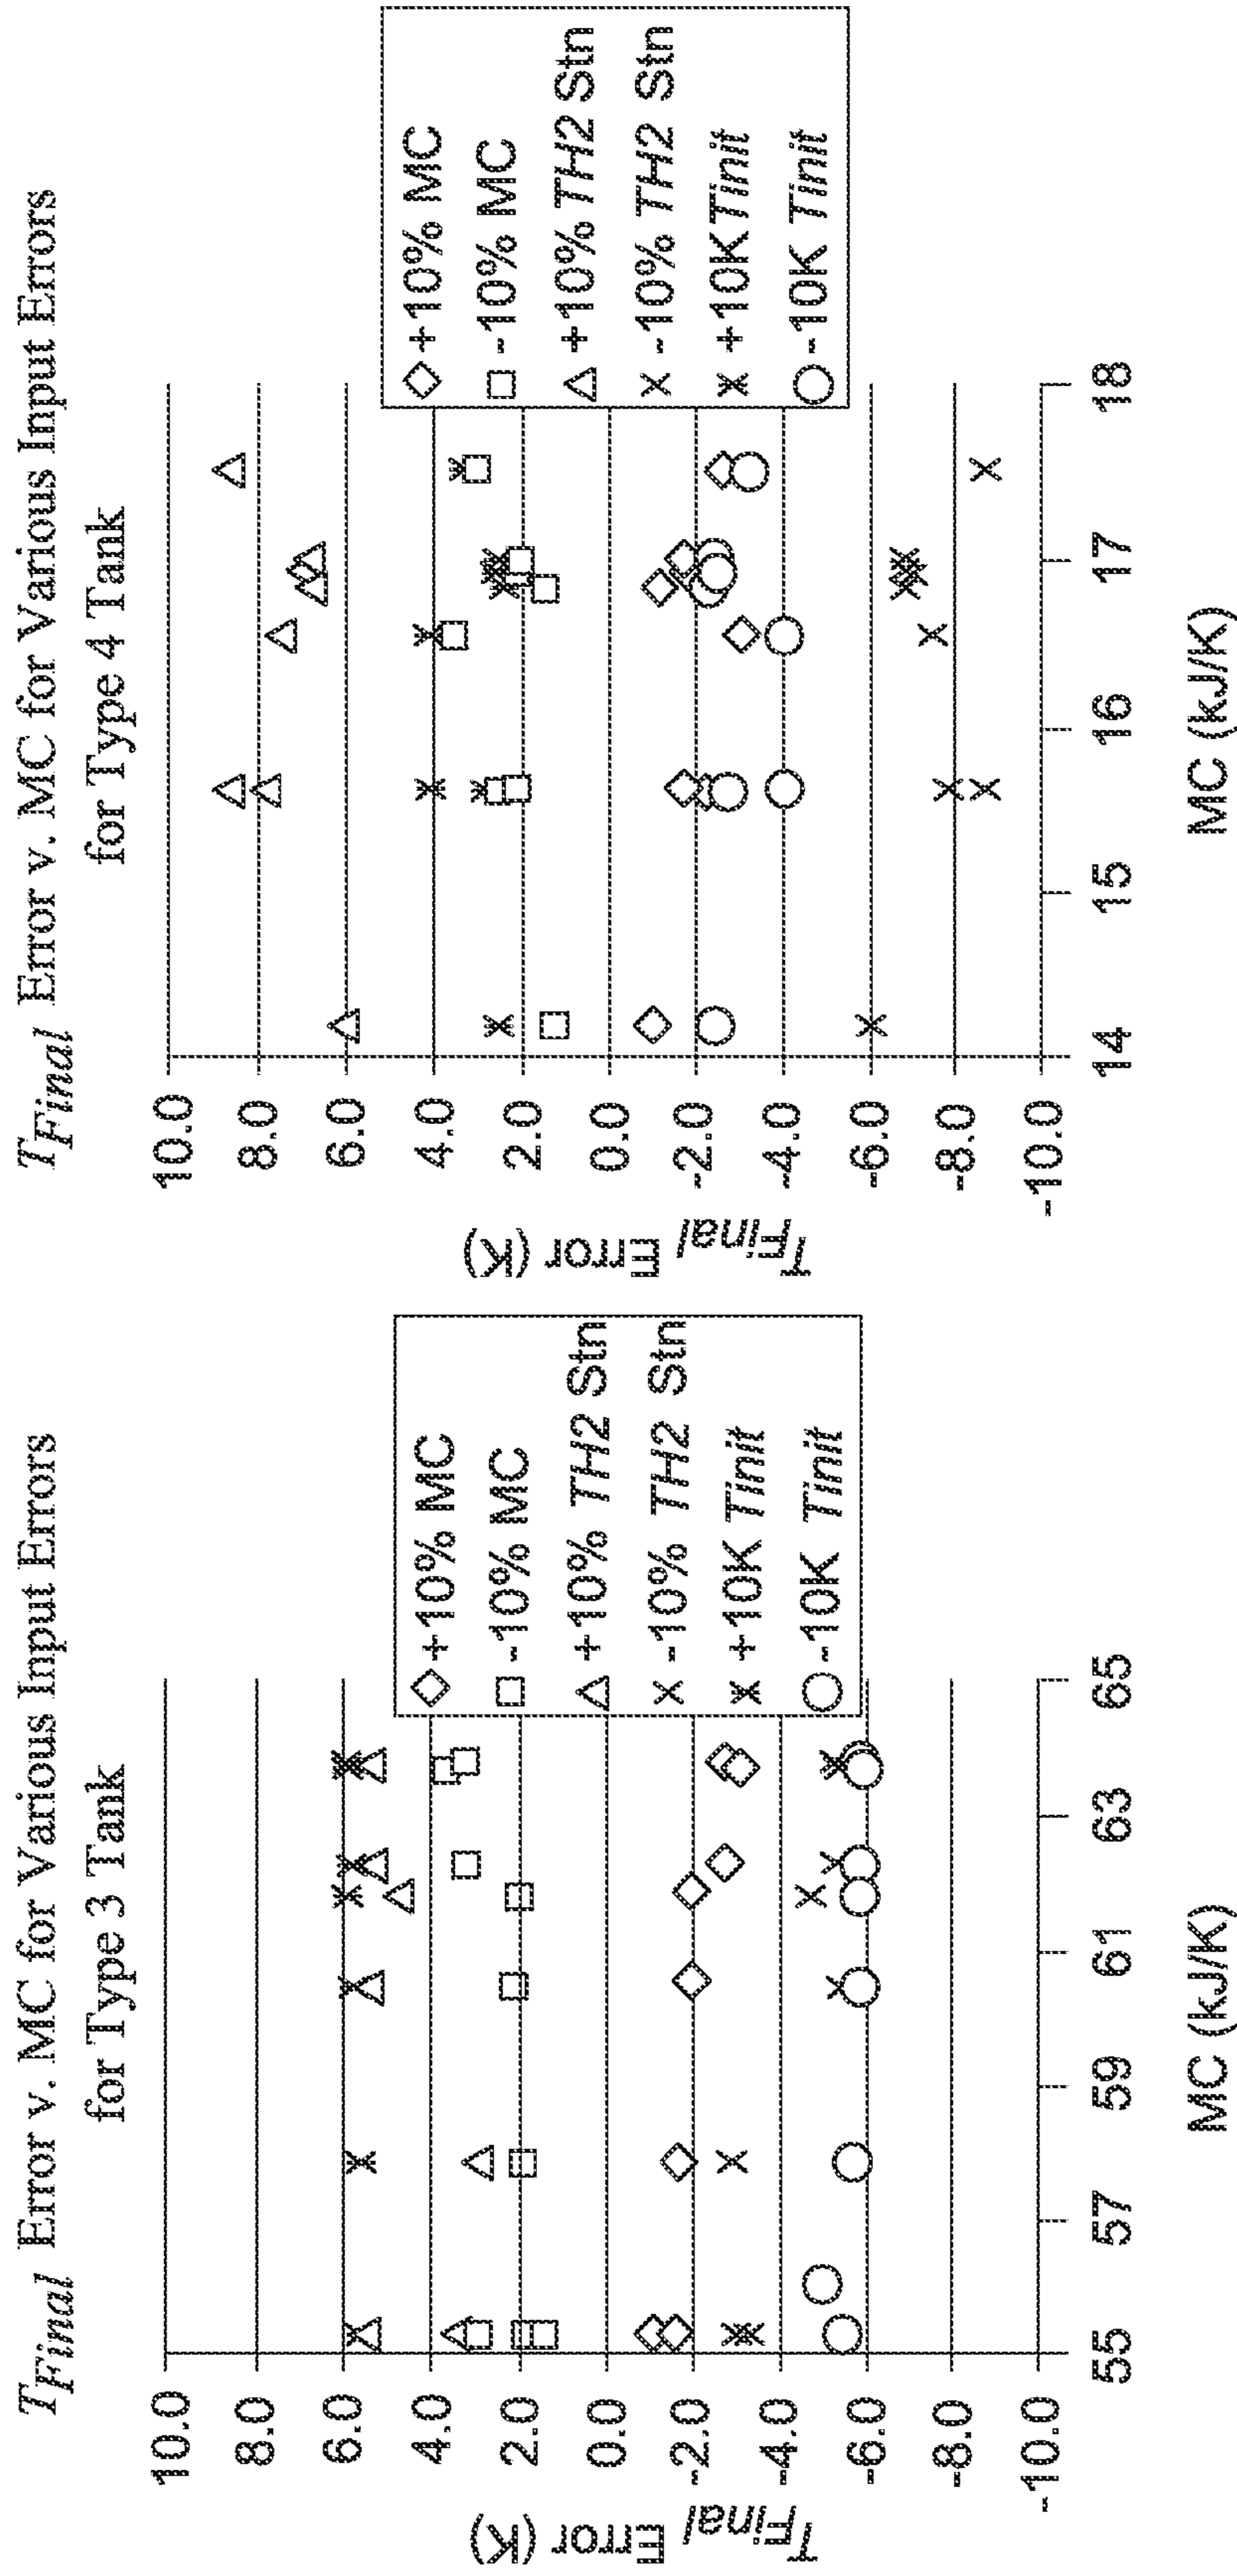 T_Final Error v. MC for Various Input Errors
for Type 3 Tank
10.0
8.0
6.0
4.0
2.0
0.0
-2.0
-4.0
-6.0
-8.0
-10.0
T_Final Error (K)
55
57
59
61
63
65
MC (kJ/K)
+10% MC
-10% MC
+10% TH2 Stn
-10% TH2 Stn
+10K Tinit
-10K Tinit
T_Final Error v. MC for Various Input Errors
for Type 4 Tank
10.0
8.0
6.0
4.0
2.0
0.0
-2.0
-4.0
-6.0
-8.0
-10.0
T_Final Error (K)
14
15
16
17
18
MC (kJ/K)
+10% MC
-10% MC
+10% TH2 Stn
-10% TH2 Stn
+10KTinit
-10K Tinit